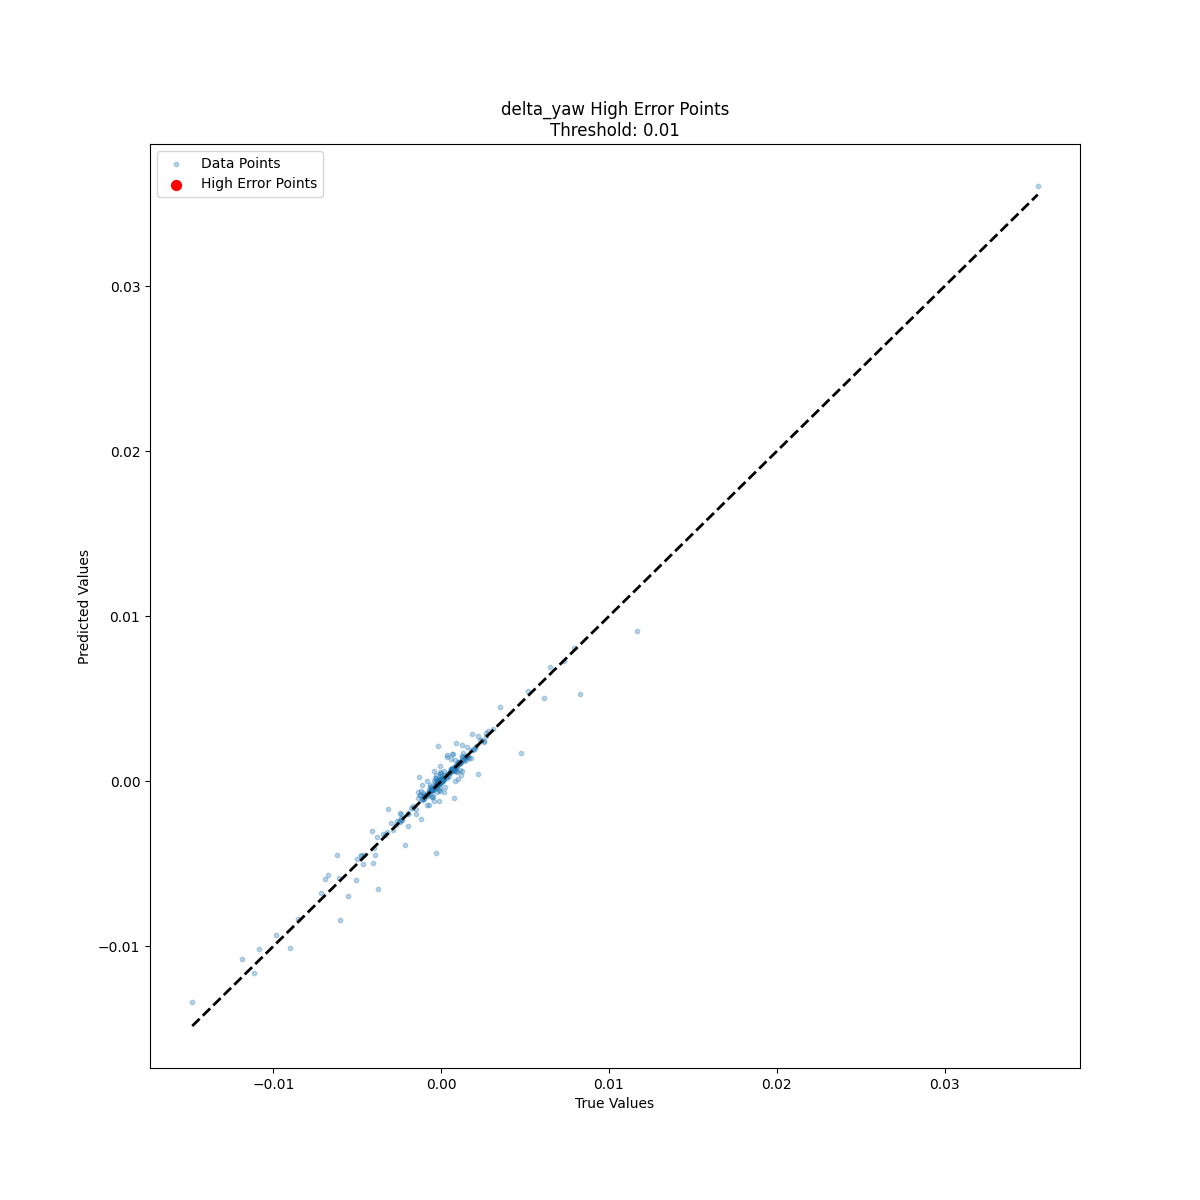 delta_yaw High Error Points
Threshold: 0.01
Data Points
High Error Points
0.03
0.02
0.01
0.00
−0.01
Predicted Values
−0.01
0.00
0.01
0.02
0.03
True Values